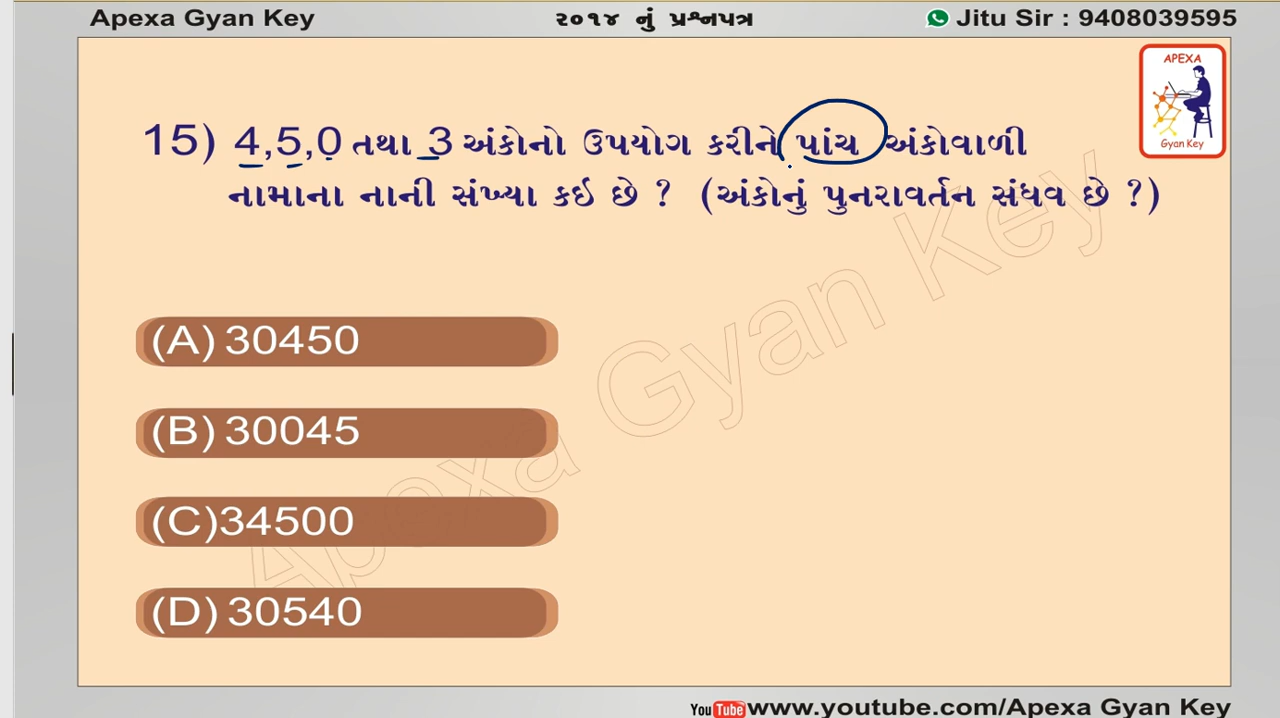 Apexa Gyan Key
૨૦૧૪ નું પ્રશ્નપત્ર
Jitu Sir : 9408039595
APEXA
Gyan Key
15) 4,5,0 તથા 3 અંકોનો ઉપયોગ કરીને પાંચ અંકોવાળી
નામાના નાની સંખ્યા કઇ છે ? (અંકોનું પુનરાવર્તન સંધવ છે ?)
(A) 30450
(B) 30045
(C)34500
(D) 30540
Apexa Gyan Key
YouTube www.youtube.com/Apexa Gyan Key